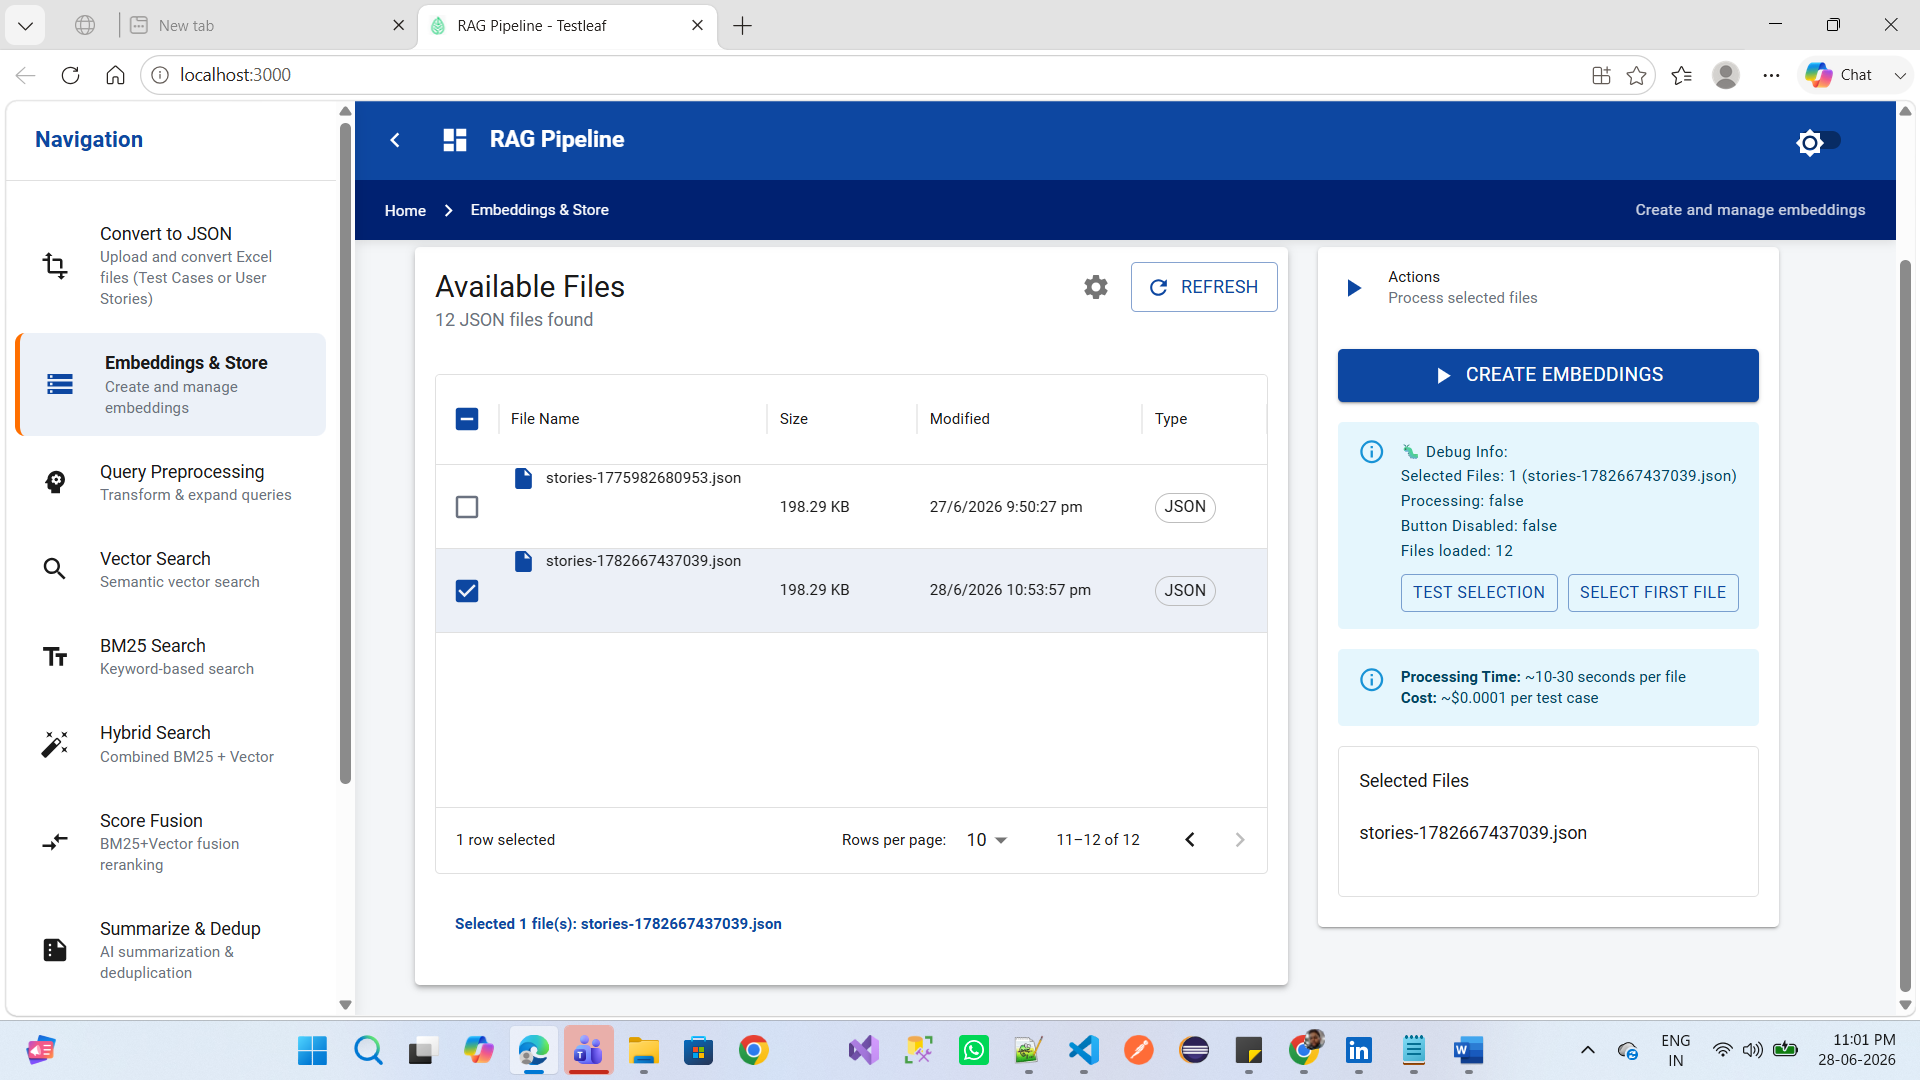 New tab
RAG Pipeline - Testleaf
localhost:3000
Chat
Navigation
Convert to JSON
Upload and convert Excel
files (Test Cases or User
Stories)
Embeddings & Store
Create and manage
embeddings
Query Preprocessing
Transform & expand queries
Vector Search
Semantic vector search
BM25 Search
Keyword-based search
Hybrid Search
Combined BM25 + Vector
Score Fusion
BM25+Vector fusion
reranking
Summarize & Dedup
AI summarization &
deduplication
RAG Pipeline
Home
Embeddings & Store
Create and manage embeddings
Available Files
12 JSON files found
REFRESH
File Name Size Modified Type
stories-1775982680953.json
198.29 KB 27/6/2026 9:50:27 pm JSON
stories-1782667437039.json
198.29 KB 28/6/2026 10:53:57 pm JSON
1 row selected
Rows per page: 10
11–12 of 12
Selected 1 file(s): stories-1782667437039.json
Actions
Process selected files
CREATE EMBEDDINGS
Debug Info:
Selected Files: 1 (stories-1782667437039.json)
Processing: false
Button Disabled: false
Files loaded: 12
TEST SELECTION
SELECT FIRST FILE
Processing Time: ~10-30 seconds per file
Cost: ~$0.0001 per test case
Selected Files
stories-1782667437039.json
ENG
IN
11:01 PM
28-06-2026